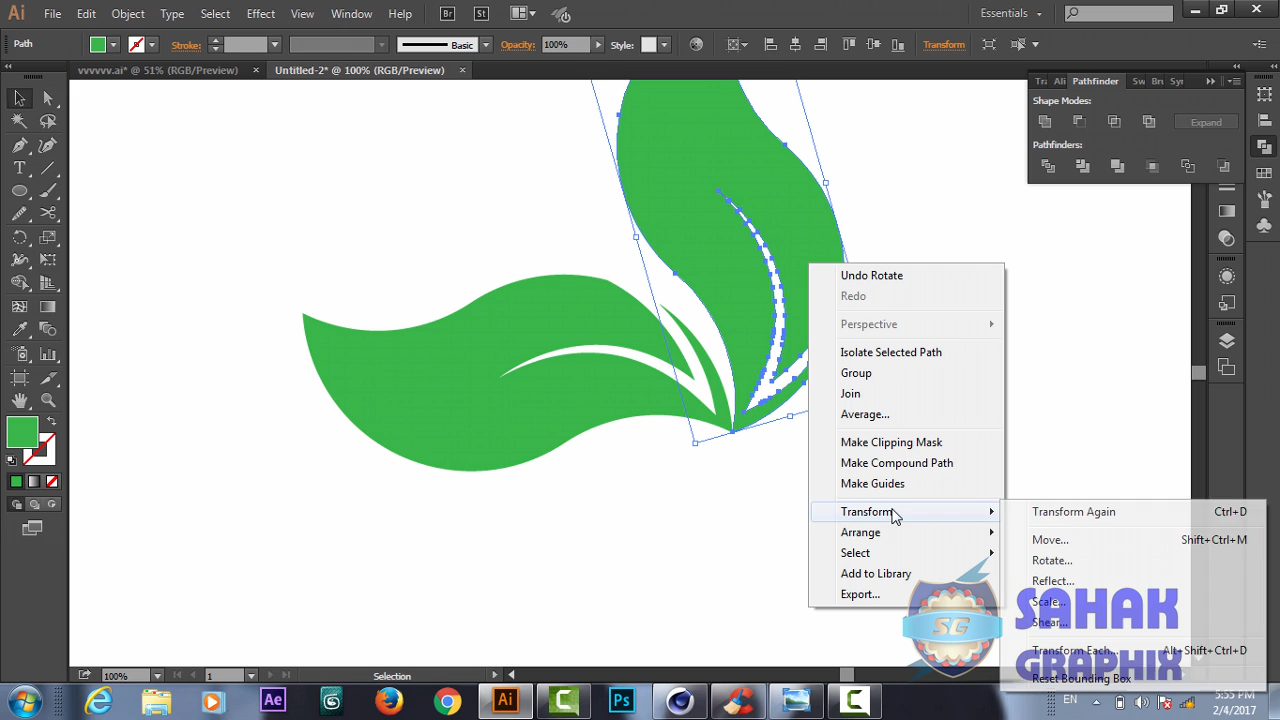 Ai File Edit Object Type Select Effect View Window Help Br St Essentials
Path Stroke: Basic Opacity: 100% Style: Transform
vvvvvv.ai* @ 51% (RGB/Preview) Untitled-2* @ 100% (RGB/Preview)
Pathfinder
Shape Modes:
Expand
Pathfinders:
Undo Rotate
Redo
Perspective
Isolate Selected Path
Group
Join
Average...
Make Clipping Mask
Make Compound Path
Make Guides
Transform
Arrange
Select
Add to Library
Export...
Transform Again Ctrl+D
Move... Shift+Ctrl+M
Rotate...
Reflect...
Scale...
Shear...
Transform Each... Alt+Shift+Ctrl+D
Reset Bounding Box
SG
SAHAK
GRAPHIX
100% 1 Selection
Ae Ai Ps EN 5:55 PM
2/4/2017